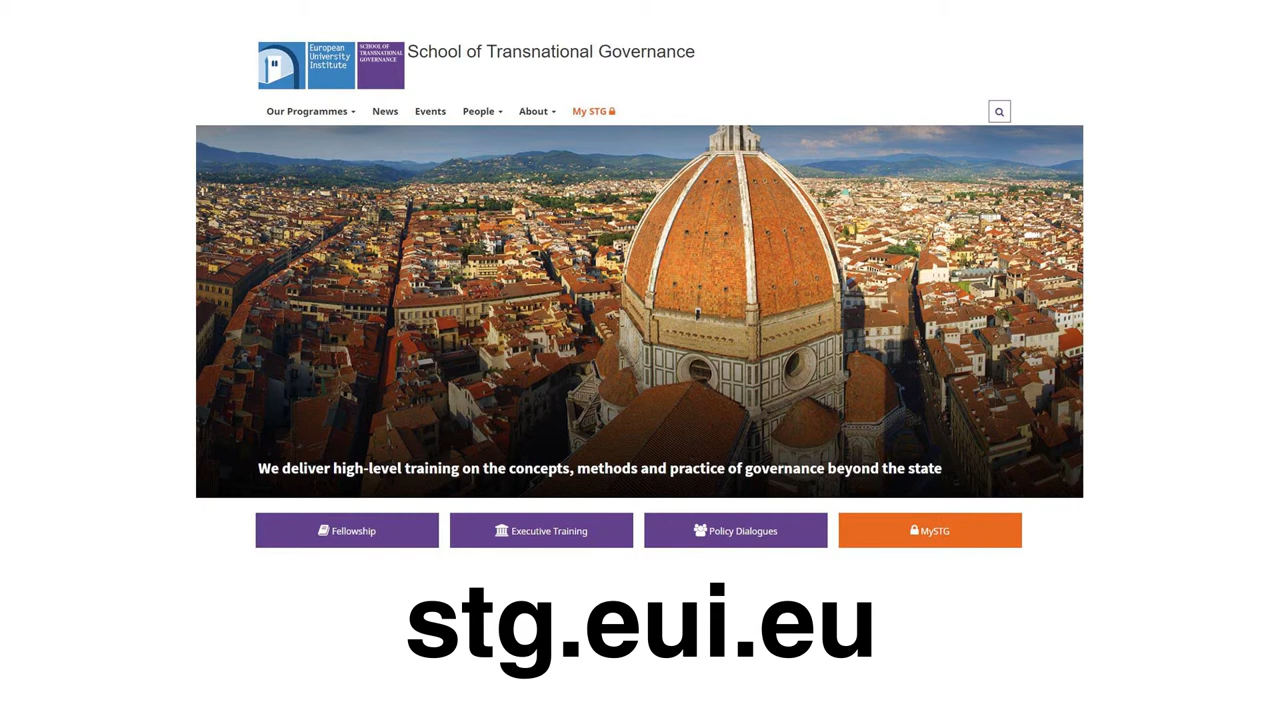 European
University
Institute
SCHOOL OF
TRANSNATIONAL
GOVERNANCE
School of Transnational Governance
Our Programmes News Events People About My STG
We deliver high-level training on the concepts, methods and practice of governance beyond the state
Fellowship Executive Training Policy Dialogues MySTG
stg.eui.eu